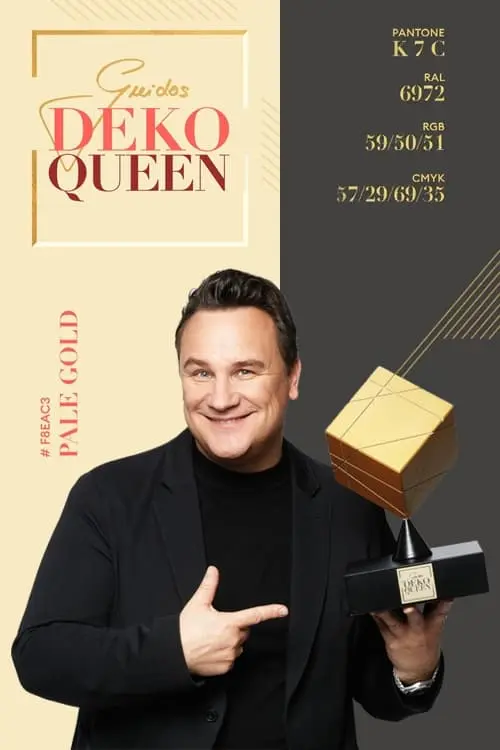 Guidos
DEKO
QUEEN
PANTONE
K 7 C
RAL
6972
RGB
59/50/51
CMYK
57/29/69/35
# F8EAC3
PALE GOLD
Guidos
DEKO
QUEEN